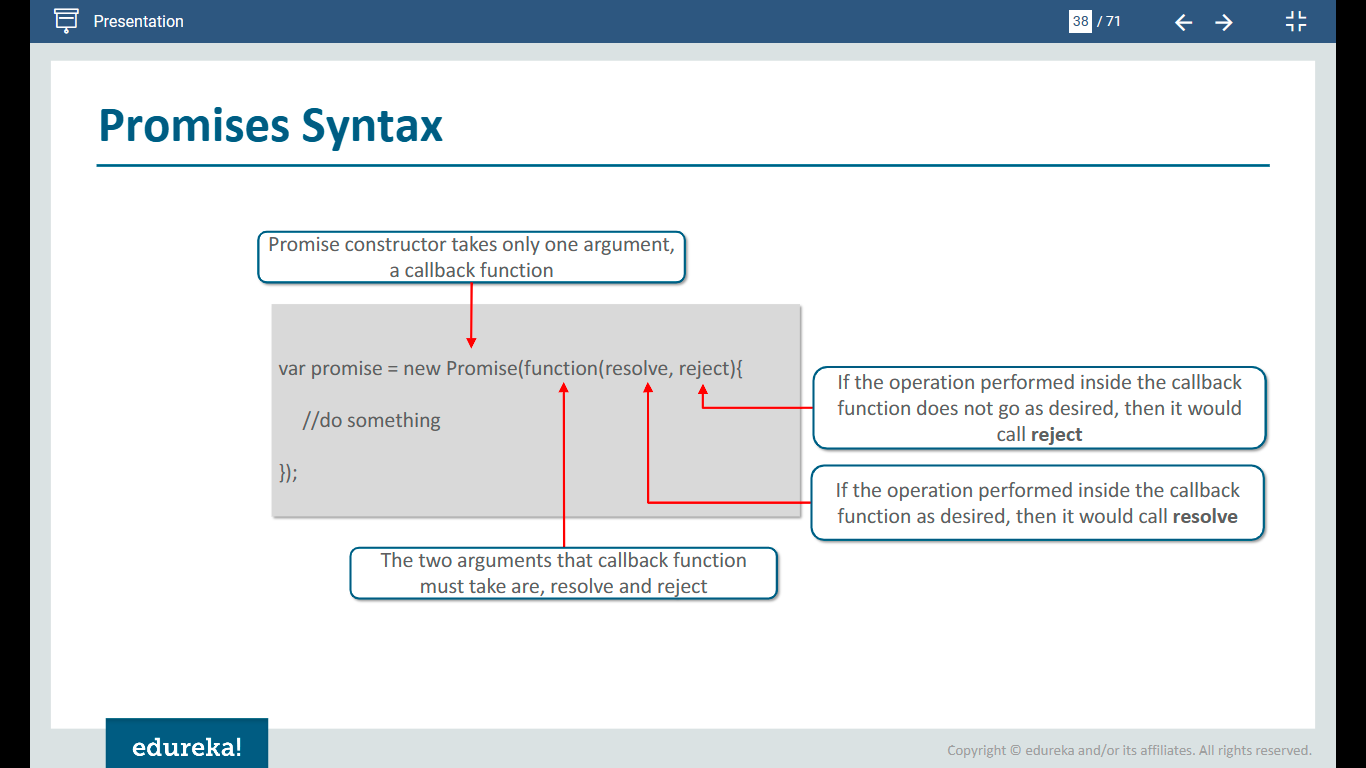 Presentation
38 / 71
Promises Syntax
Promise constructor takes only one argument,
a callback function
var promise = new Promise(function(resolve, reject){
//do something
});
If the operation performed inside the callback
function does not go as desired, then it would
call reject
If the operation performed inside the callback
function as desired, then it would call resolve
The two arguments that callback function
must take are, resolve and reject
edureka!
Copyright © edureka and/or its affiliates. All rights reserved.